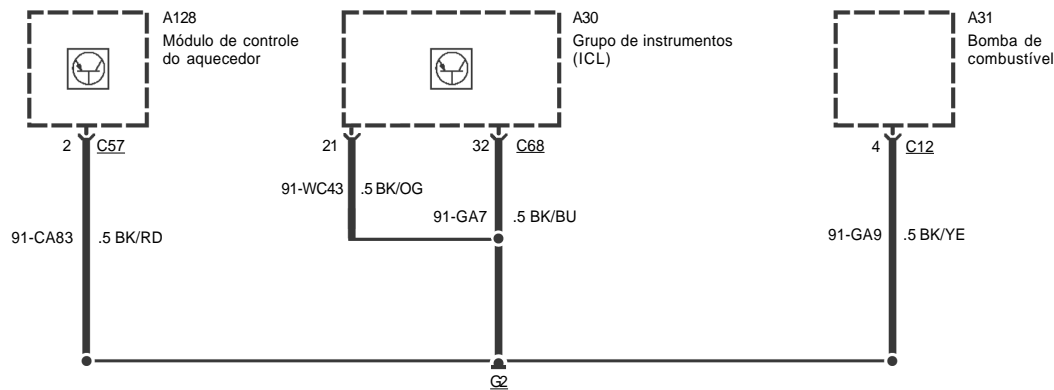 A128
Módulo de controle
do aquecedor
A30
Grupo de instrumentos
(ICL)
A31
Bomba de
combustível
2 C57
21
32 C68
4 C12
91-WC43 .5 BK/OG
91-GA7 .5 BK/BU
91-CA83 .5 BK/RD
91-GA9 .5 BK/YE
G2